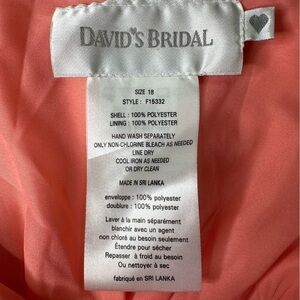 DAVID'S BRIDAL
SIZE 18
STYLE: F15332
SHELL: 100% POLYESTER
LINING: 100% POLYESTER
HAND WASH SEPARATELY
ONLY NON-CHLORINE BLEACH AS NEEDED
LINE DRY
COOL IRON AS NEEDED
OR DRY CLEAN
MADE IN SRI LANKA
enveloppe: 100% polyester
doublure: 100% polyester
Laver à la main séparément
blanchir avec un agent
non chloré au besoin seulement
Étendre pour sécher
Repasser à froid au besoin
Ou nettoyer à sec
fabriqué en SRI LANKA